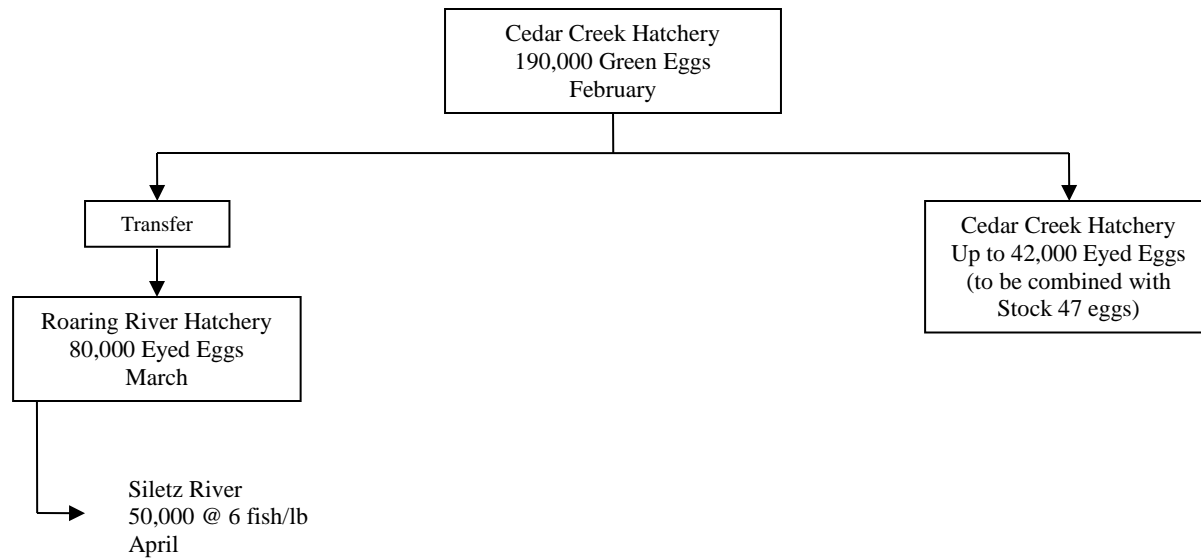 Cedar Creek Hatchery
190,000 Green Eggs
February
Transfer
Cedar Creek Hatchery
Up to 42,000 Eyed Eggs
(to be combined with
Stock 47 eggs)
Roaring River Hatchery
80,000 Eyed Eggs
March
Siletz River
50,000 @ 6 fish/lb
April